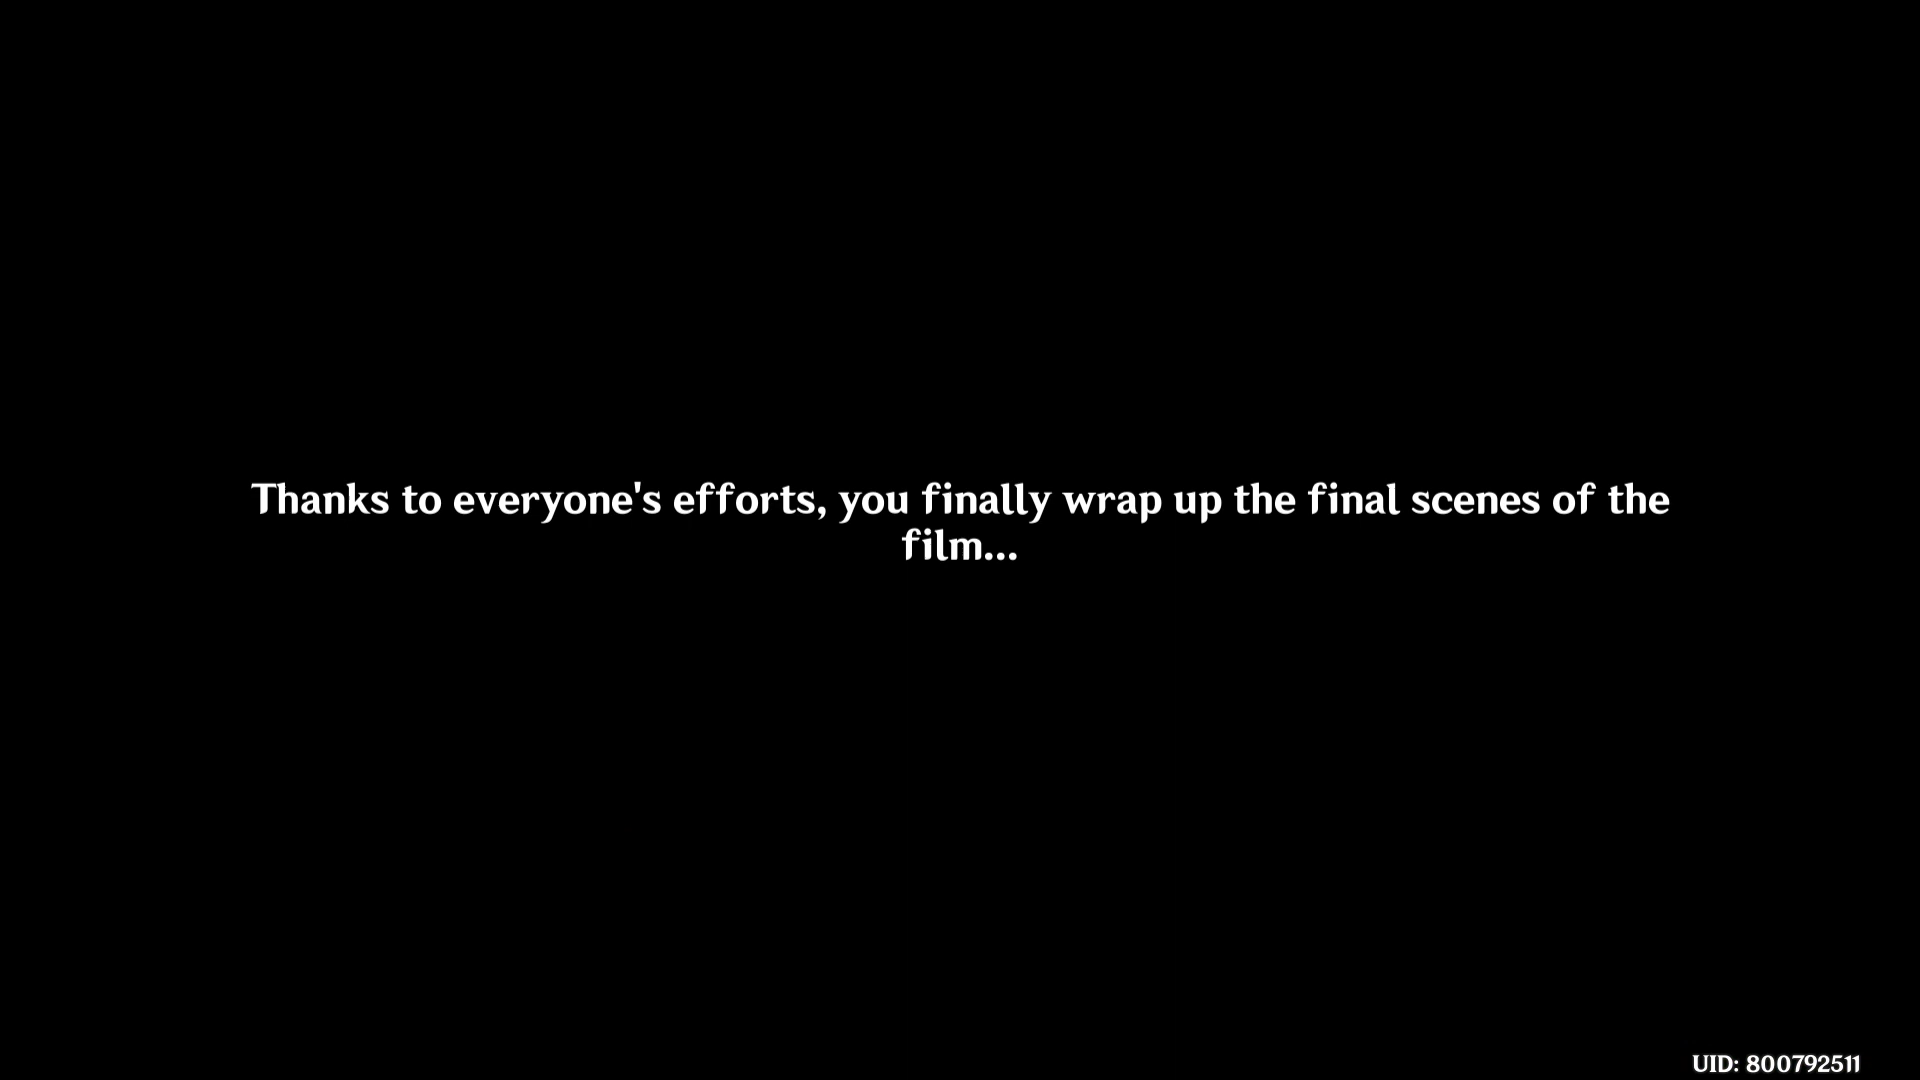 Thanks to everyone's efforts, you finally wrap up the final scenes of the
film...
UID: 800792511